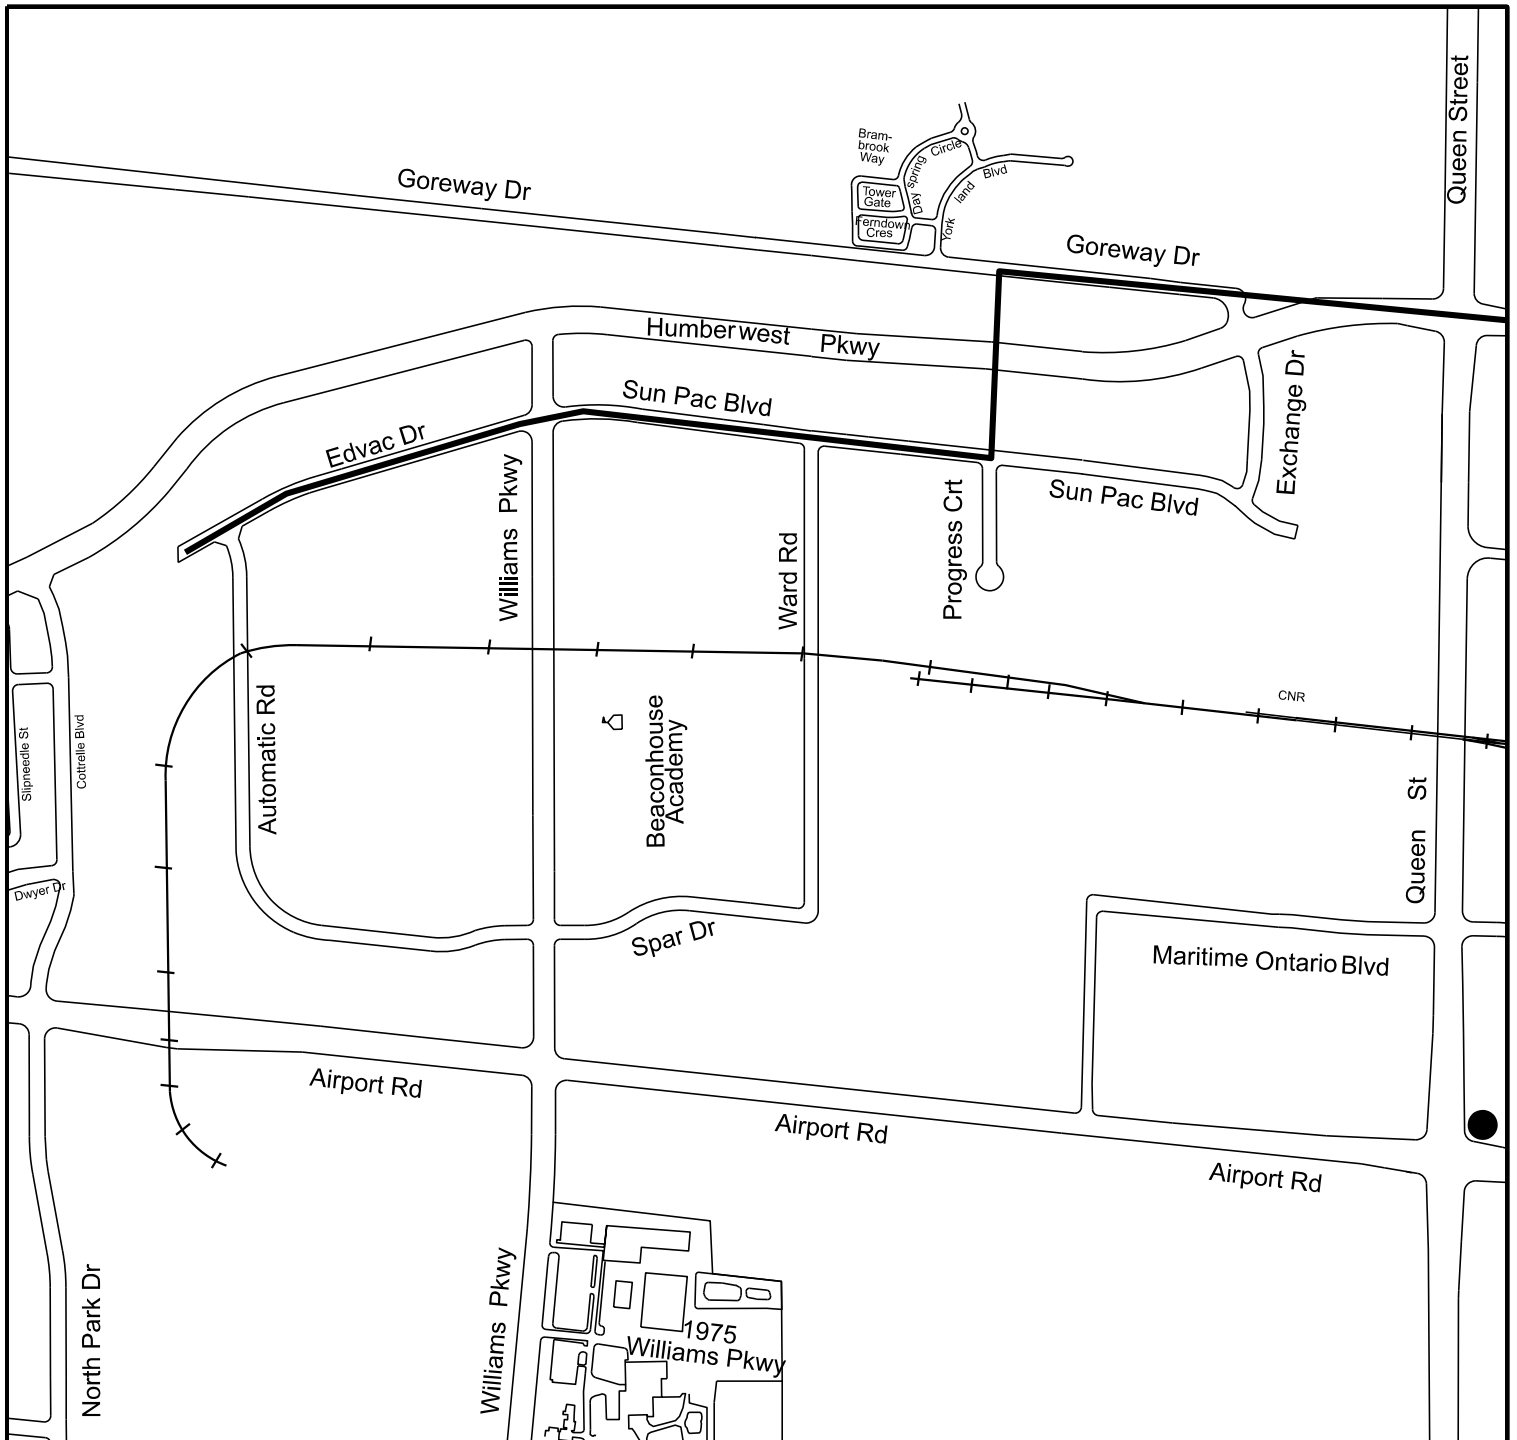 Queen Street
Bram-
brook
Way
Circle
Day spring
Blvd
land
York
Tower
Gate
Ferndown
Cres
Goreway Dr
Goreway Dr
Humberwest Pkwy
Exchange Dr
Sun Pac Blvd
Edvac Dr
Williams Pkwy
Progress Crt
Sun Pac Blvd
Ward Rd
CNR
Automatic Rd
Beaconhouse
Academy
Slipneedle St
Cottrelle Blvd
Queen St
Dwyer Dr
Spar Dr
Maritime Ontario Blvd
Airport Rd
Airport Rd
Airport Rd
North Park Dr
Williams Pkwy
1975
Williams Pkwy